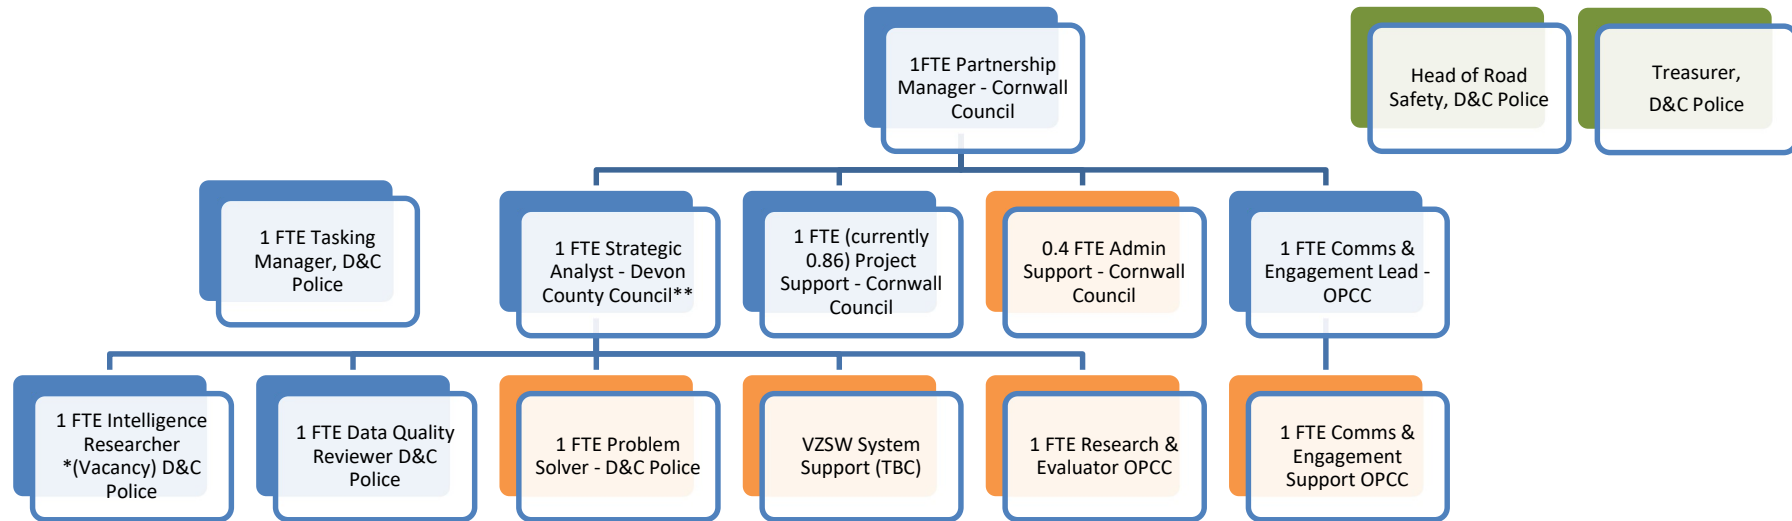 1FTE Partnership
Manager - Cornwall
Council
Head of Road
Safety, D&C Police
Treasurer,
D&C Police
1 FTE Tasking
Manager, D&C
Police
1 FTE Strategic
Analyst - Devon
County Council**
1 FTE (currently
0.86) Project
Support - Cornwall
Council
0.4 FTE Admin
Support - Cornwall
Council
1 FTE Comms &
Engagement Lead -
OPCC
1 FTE Intelligence
Researcher
*(Vacancy) D&C
Police
1 FTE Data Quality
Reviewer D&C
Police
1 FTE Problem
Solver - D&C Police
VZSW System
Support (TBC)
1 FTE Research &
Evaluator OPCC
1 FTE Comms &
Engagement
Support OPCC